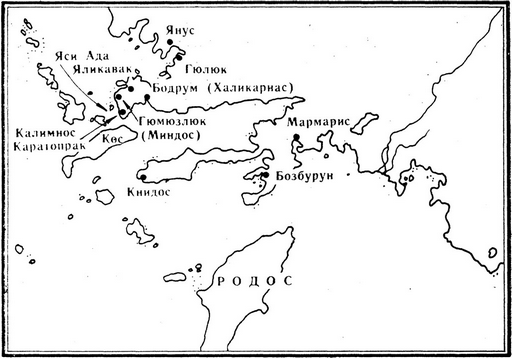 Янус
Яси Ада
Яликавак
Гюлюк
Бодрум (Халикарнас)
Калимнос
Каратопрак
Кос
Гюмюзлюк
(Миндос)
Мармарис
Бозбурун
Книдос
РОДОС